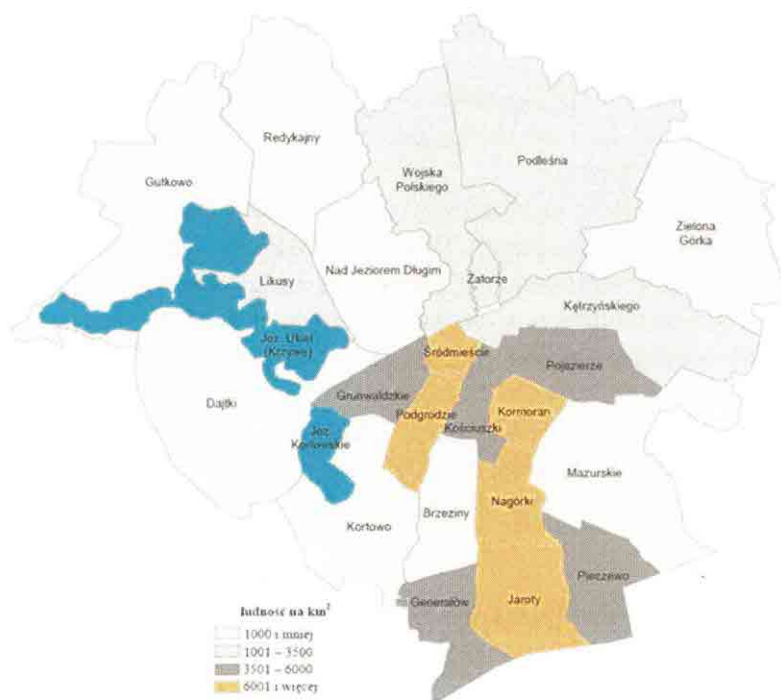 Redykajny
Podleśna
Wojska
Polskiego
Gutkowo
Zielona
Górka
Nad Jeziorem Długim
Zatorze
Likusy
Kętrzyńskiego
Jez. Ukiel
(Krzywe)
Śródmieście
Pojezierze
Grunwaldzkie
Dajtki
Podgrodzie
Kormoran
Kościuszki
Jez.
Kortowskie
Mazurskie
Nagórki
Kortowo
Brzeziny
Pieczewo
Generałów
Jaroty
ludność na km²
1000 i mniej
1001 – 3500
3501 – 6000
6001 i więcej